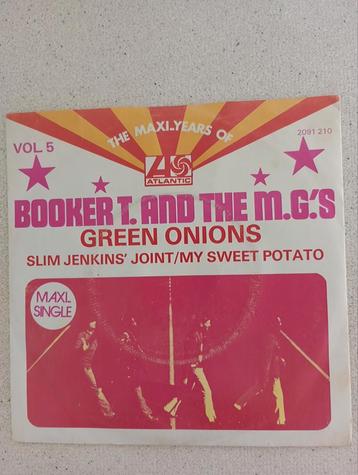 THE MAXI-YEARS OF
VOL 5
2091 210
ATLANTIC
BOOKER T. AND THE M.G.'S
GREEN ONIONS
SLIM JENKINS' JOINT/MY SWEET POTATO
MAXI
SINGLE